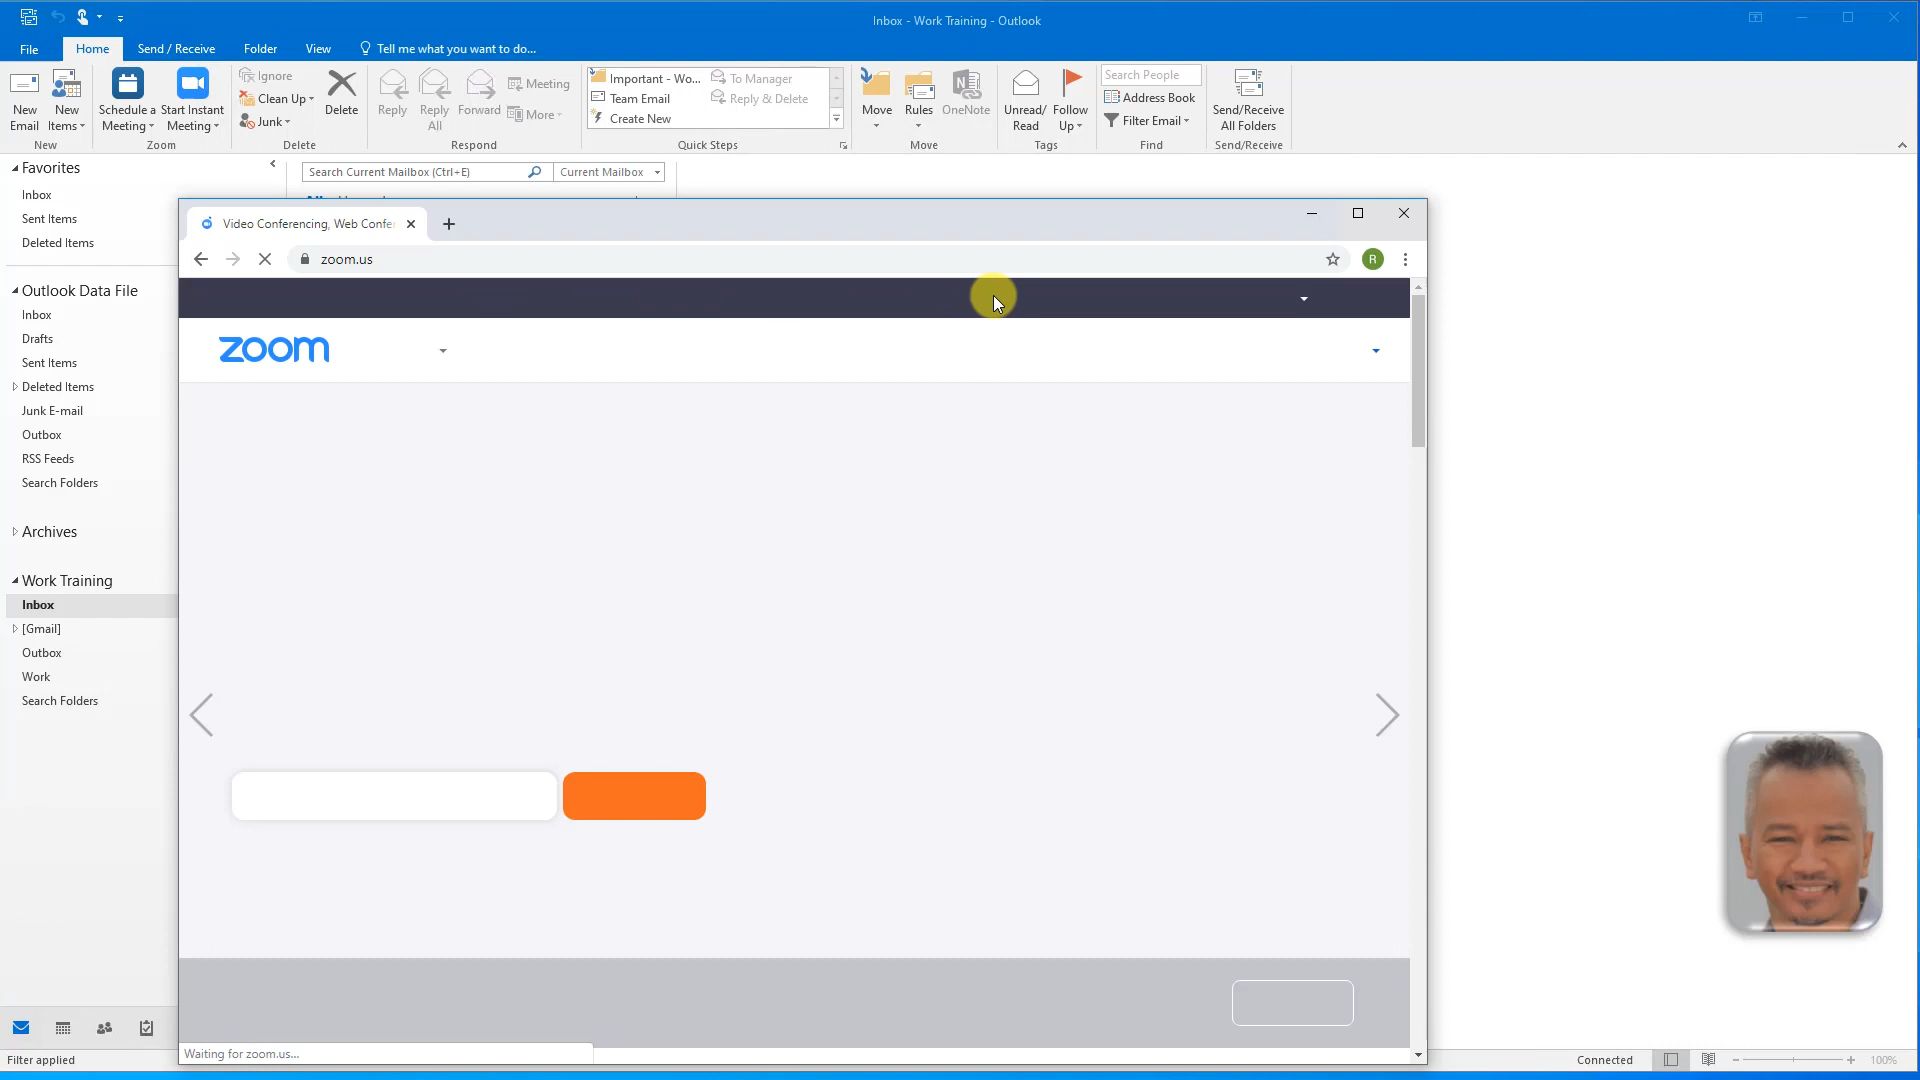 Inbox - Work Training - Outlook
File Home Send / Receive Folder View Tell me what you want to do...
New Email
New Items
Schedule a Meeting
Start Instant Meeting
Ignore
Clean Up
Junk
Delete
Reply
Reply All
Forward
Meeting
More
Important - Wo...
Team Email
Create New
To Manager
Reply & Delete
Move
Rules
OneNote
Unread/ Read
Follow Up
Search People
Address Book
Filter Email
Send/Receive All Folders
New Zoom Delete Respond Quick Steps Move Tags Find Send/Receive
Favorites
Inbox
Sent Items
Deleted Items
Outlook Data File
Inbox
Drafts
Sent Items
Deleted Items
Junk E-mail
Outbox
RSS Feeds
Search Folders
Archives
Work Training
Inbox
[Gmail]
Outbox
Work
Search Folders
Search Current Mailbox (Ctrl+E) Current Mailbox
Video Conferencing, Web Confe
zoom.us
R
zoom
Waiting for zoom.us...
Filter applied
Connected
100%